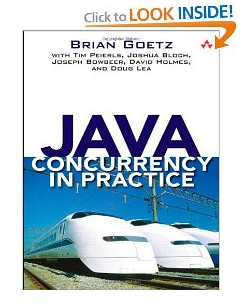 Click to LOOK INSIDE!
BRIAN GOETZ
WITH TIM PEIERLS, JOSHUA BLOCH,
JOSEPH BOWBEER, DAVID HOLMES,
AND DOUG LEA
JAVA
CONCURRENCY
IN PRACTICE